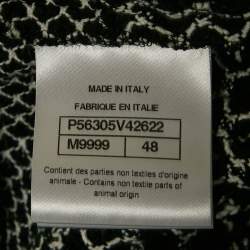 MADE IN ITALY
FABRIQUE EN ITALIE
P56305V42622
M9999 48
Contient des parties non textiles d'origine
animale - Contains non textile parts of
animal origin